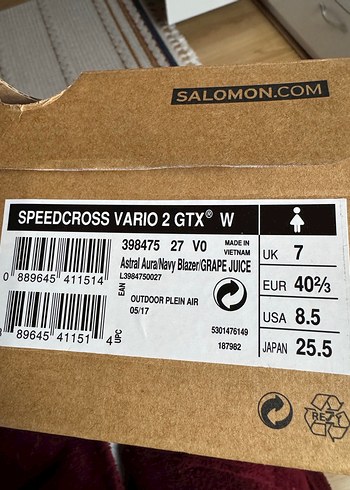 SALOMON.COM
SPEEDCROSS VARIO 2 GTX® W
398475 27 V0 MADE IN VIETNAM
Astral Aura/Navy Blazer/GRAPE JUICE
L3984750027
0 889645 411514
EAN
OUTDOOR PLEIN AIR
05/17
89645 41151 4
UPC
5301476149
187982
UK 7
EUR 40⅔
USA 8.5
JAPAN 25.5